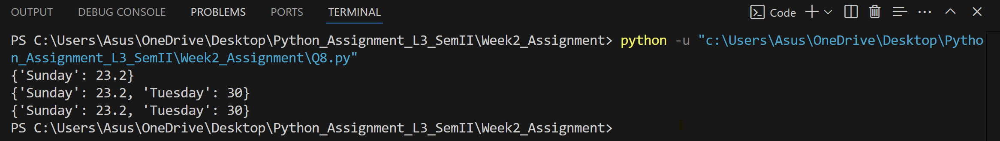 OUTPUT DEBUG CONSOLE PROBLEMS PORTS TERMINAL Code
PS C:\Users\Asus\OneDrive\Desktop\Python_Assignment_L3_SemII\Week2_Assignment> python -u "c:\Users\Asus\OneDrive\Desktop\Pytho
n_Assignment_L3_SemII\Week2_Assignment\Q8.py"
{'Sunday': 23.2}
{'Sunday': 23.2, 'Tuesday': 30}
{'Sunday': 23.2, 'Tuesday': 30}
PS C:\Users\Asus\OneDrive\Desktop\Python_Assignment_L3_SemII\Week2_Assignment>